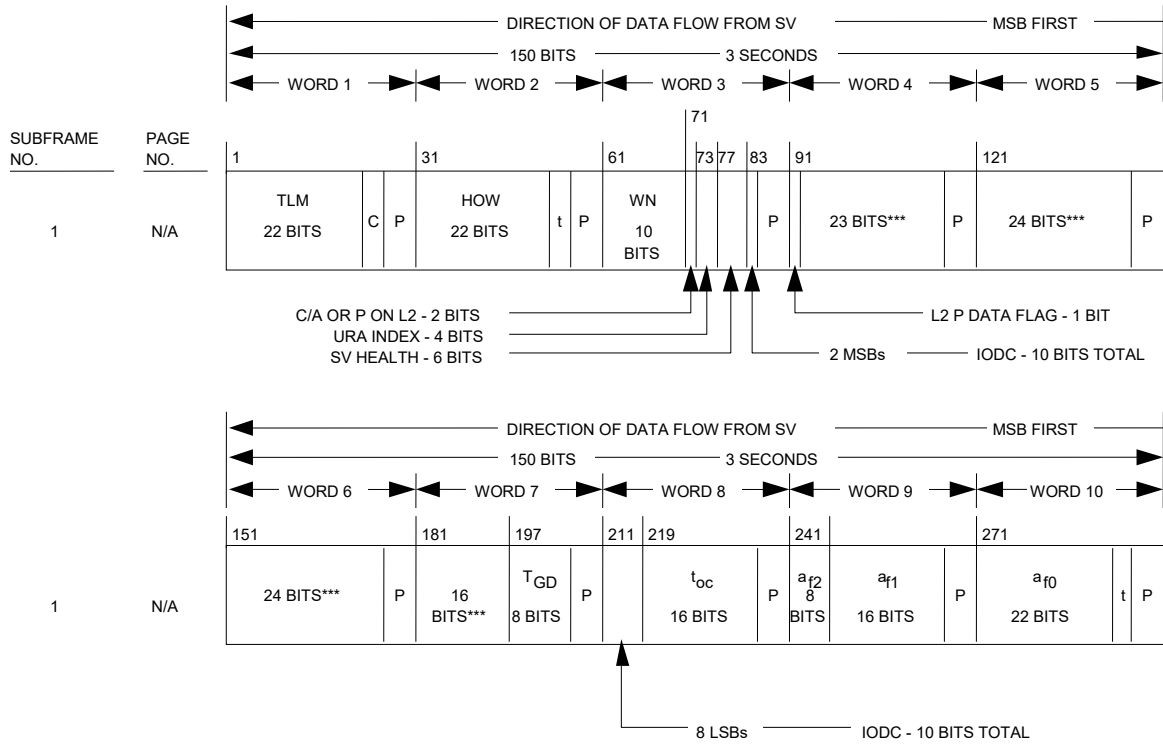 DIRECTION OF DATA FLOW FROM SV MSB FIRST
150 BITS 3 SECONDS
WORD 1 WORD 2 WORD 3 WORD 4 WORD 5
71
SUBFRAME NO. PAGE NO.
1 31 61 73 77 83 91 121
TLM HOW WN
22 BITS C P 22 BITS t P 10 BITS P 23 BITS*** P 24 BITS*** P
1 N/A
C/A OR P ON L2 - 2 BITS L2 P DATA FLAG - 1 BIT
URA INDEX - 4 BITS
SV HEALTH - 6 BITS 2 MSBs IODC - 10 BITS TOTAL
DIRECTION OF DATA FLOW FROM SV MSB FIRST
150 BITS 3 SECONDS
WORD 6 WORD 7 WORD 8 WORD 9 WORD 10
151 181 197 211 219 241 271
24 BITS*** P 16 BITS*** TGD 8 BITS P toc 16 BITS P af2 8 BITS af1 16 BITS P af0 22 BITS t P
1 N/A
8 LSBs IODC - 10 BITS TOTAL